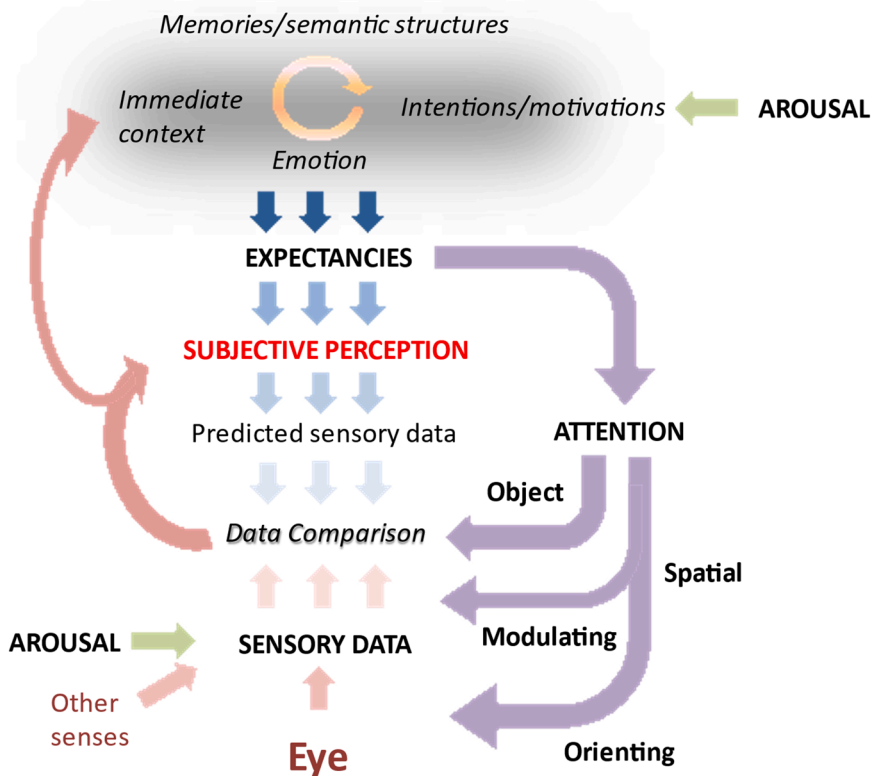 Memories/semantic structures
Immediate
context
Intentions/motivations
AROUSAL
Emotion
EXPECTANCIES
SUBJECTIVE PERCEPTION
Predicted sensory data
ATTENTION
Object
Data Comparison
Spatial
Modulating
AROUSAL
SENSORY DATA
Other
senses
Eye
Orienting